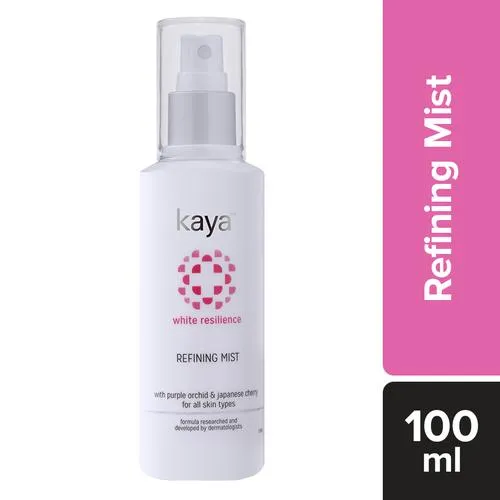 kaya™
white resilience
REFINING MIST
with purple orchid & japanese cherry
for all skin types
formula researched and
developed by dermatologists
Refining Mist
100
ml